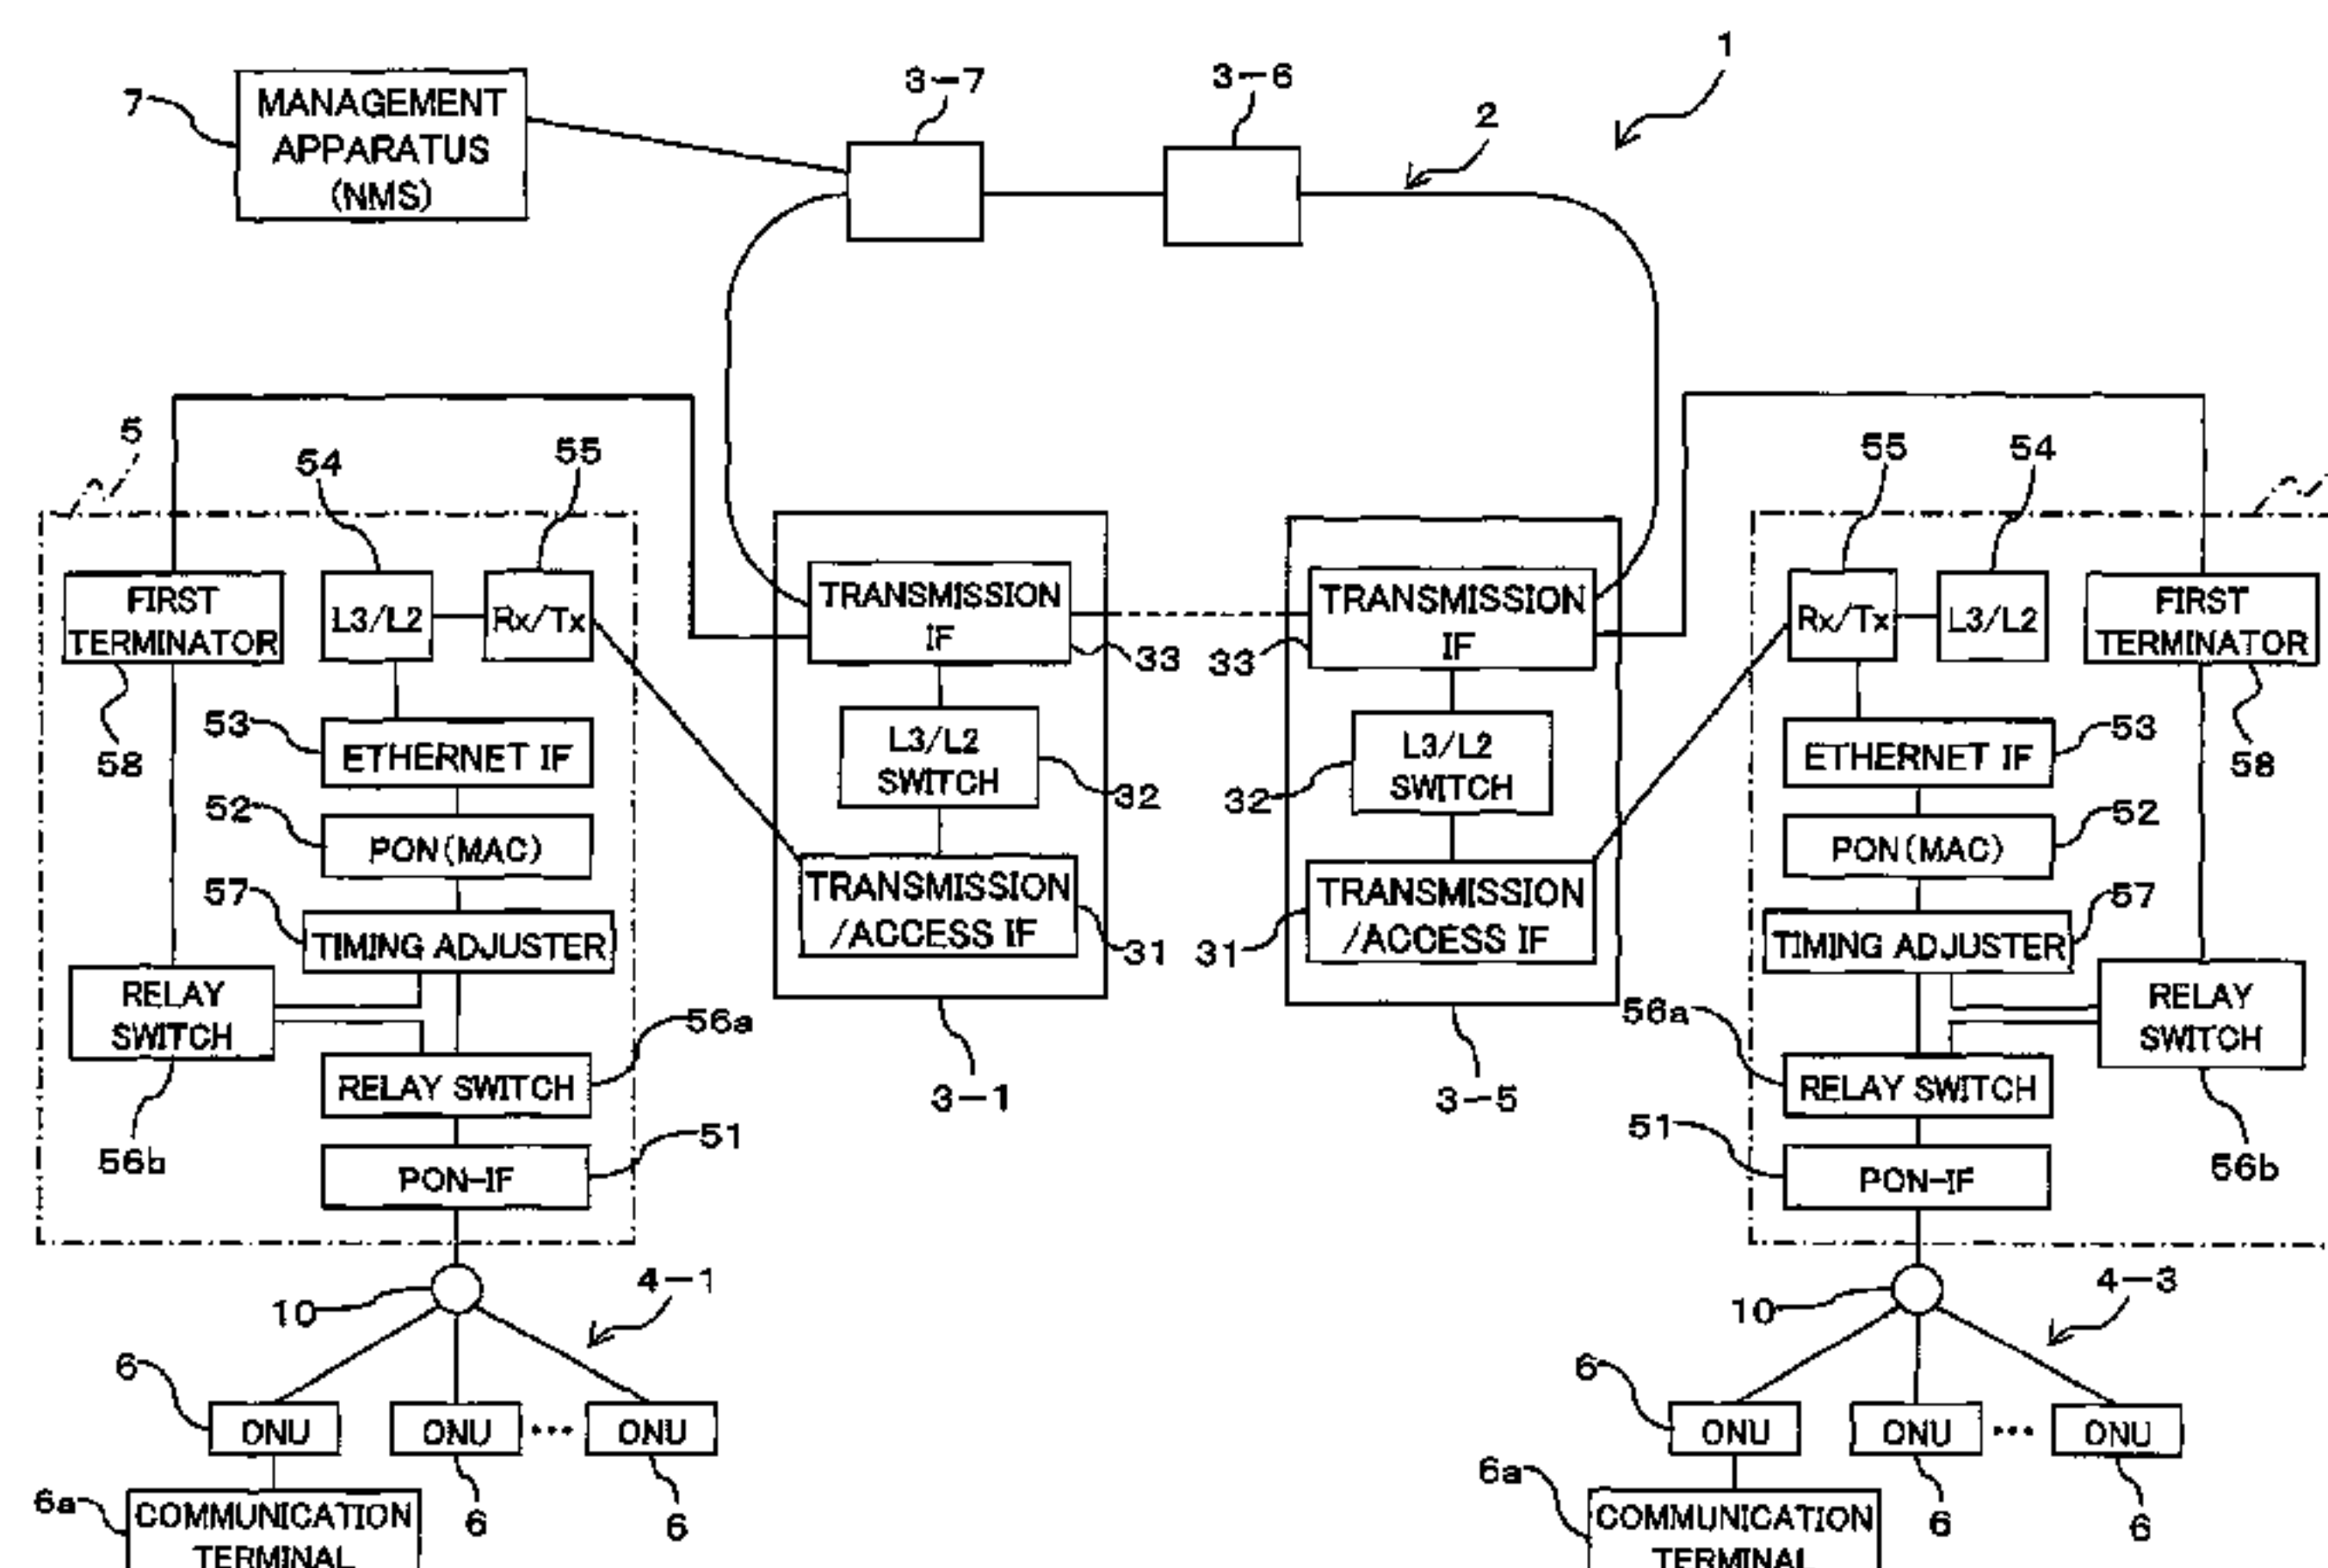 1
3-7
3-6
2
7
MANAGEMENT
APPARATUS
(NMS)
5
54
55
55
54
FIRST
TERMINATOR
L3/L2
Rx/Tx
TRANSMISSION
IF
33
33
TRANSMISSION
IF
Rx/Tx
L3/L2
FIRST
TERMINATOR
58
53
ETHERNET IF
L3/L2
SWITCH
32
32
L3/L2
SWITCH
ETHERNET IF
53
58
52
PON(MAC)
PON(MAC)
52
57
TIMING ADJUSTER
TRANSMISSION
/ACCESS IF
31
31
TRANSMISSION
/ACCESS IF
TIMING ADJUSTER
57
RELAY
SWITCH
56a
56a
RELAY
SWITCH
RELAY SWITCH
3-1
3-5
RELAY SWITCH
56b
51
PON-IF
51
PON-IF
56b
10
4-1
10
4-3
6
ONU
ONU
•••
ONU
6
ONU
ONU
•••
ONU
6a
COMMUNICATION
TERMINAL
6
6
6a
COMMUNICATION
TERMINAL
6
6